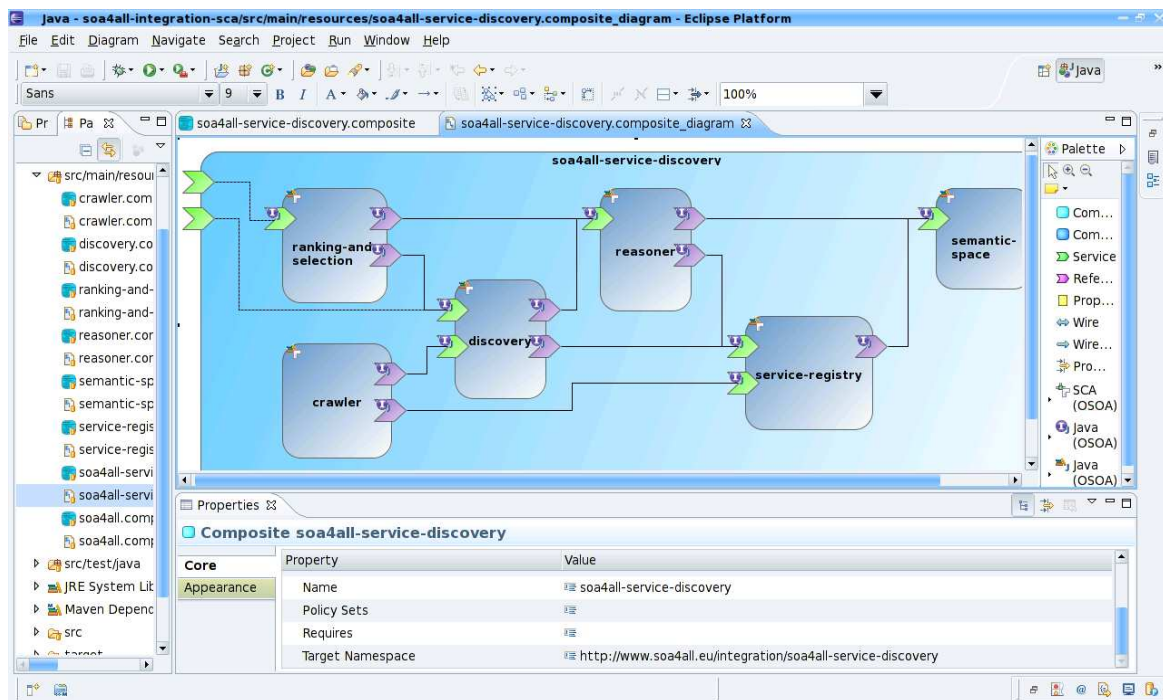 Java - soa4all-integration-sca/src/main/resources/soa4all-service-discovery.composite_diagram - Eclipse Platform
File Edit Diagram Navigate Search Project Run Window Help
Java
»
Sans 9 B I A 100%
Pr Pa soa4all-service-discovery.composite soa4all-service-discovery.composite_diagram
src/main/resou
crawler.com
crawler.com
discovery.co
discovery.co
ranking-and-
ranking-and-
reasoner.cor
reasoner.cor
semantic-sp
semantic-sp
service-regis
service-regis
soa4all-servi
soa4all-servi
soa4all.comp
soa4all.comp
src/test/java
JRE System Lib
Maven Depend
src
target
soa4all-service-discovery
ranking-and-
selection
reasoner
semantic-
space
discovery
service-registry
crawler
Palette
Com...
Com...
Service
Refe...
Prop...
Wire
Wire...
Pro...
SCA
(OSOA)
Java
(OSOA)
Java
(OSOA)
Properties
Composite soa4all-service-discovery
Core
Appearance
Property Value
Name soa4all-service-discovery
Policy Sets
Requires
Target Namespace http://www.soa4all.eu/integration/soa4all-service-discovery